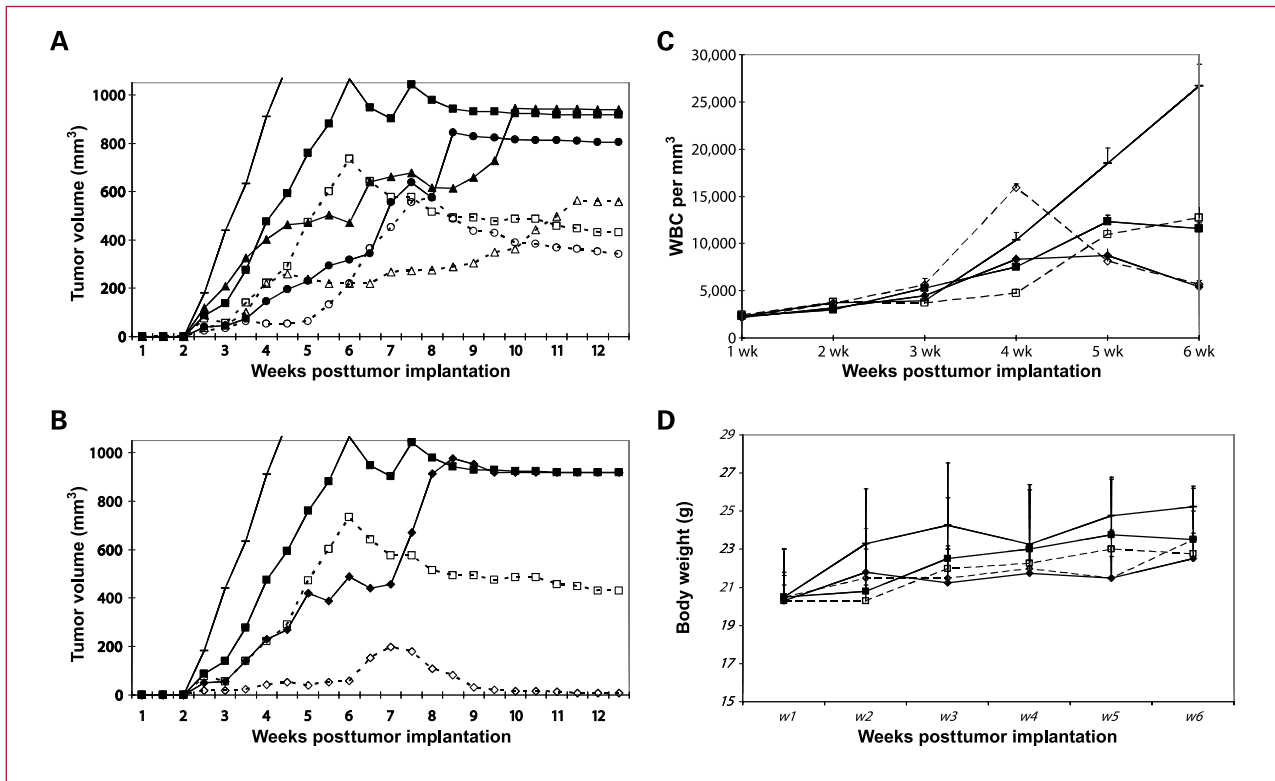 A
Tumor volume (mm3)
1000
800
600
400
200
0
1 2 3 4 5 6 7 8 9 10 11 12
Weeks posttumor implantation
B
Tumor volume (mm3)
1000
800
600
400
200
0
1 2 3 4 5 6 7 8 9 10 11 12
Weeks posttumor implantation
C
WBC per mm3
30,000
25,000
20,000
15,000
10,000
5,000
0
1 wk 2 wk 3 wk 4 wk 5 wk 6 wk
Weeks posttumor implantation
D
Body weight (g)
29
27
25
23
21
19
17
15
w1 w2 w3 w4 w5 w6
Weeks posttumor implantation